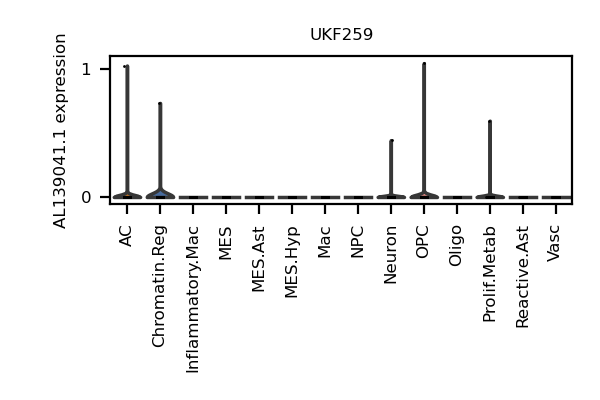 UKF259
AL139041.1 expression
1
0
AC
Chromatin.Reg
Inflammatory.Mac
MES
MES.Ast
MES.Hyp
Mac
NPC
Neuron
OPC
Oligo
Prolif.Metab
Reactive.Ast
Vasc